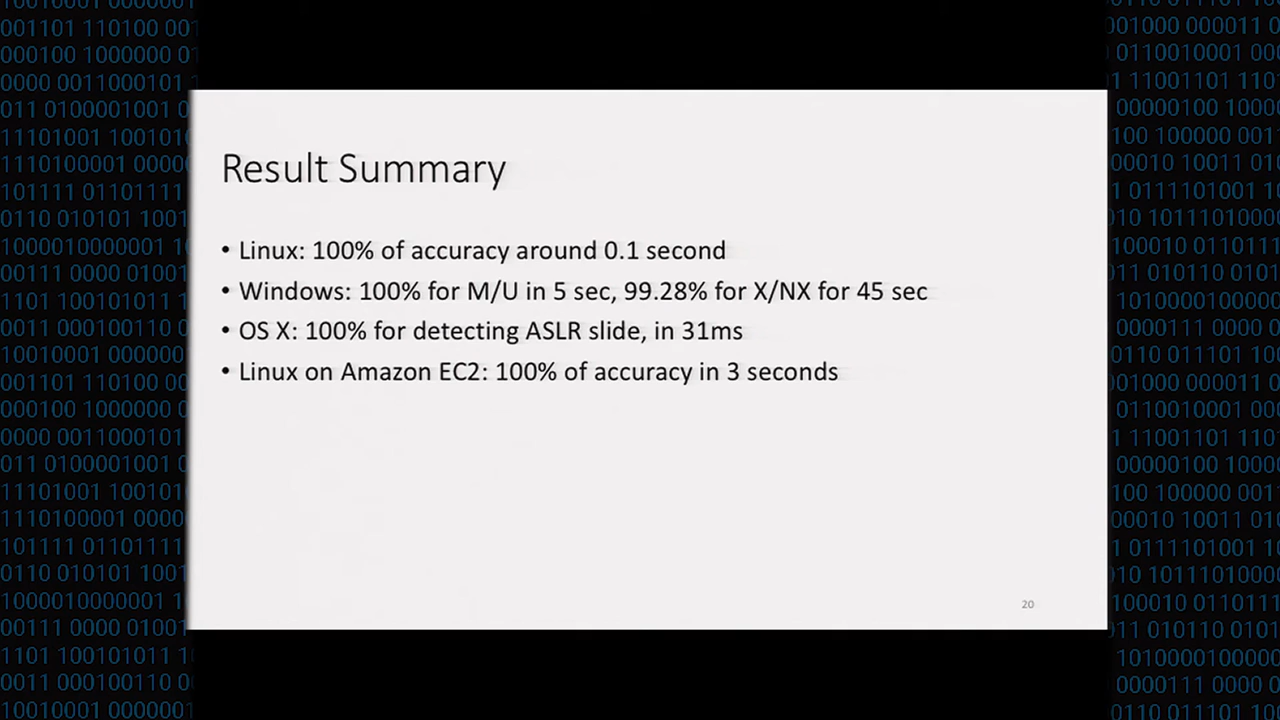 Result Summary
• Linux: 100% of accuracy around 0.1 second
• Windows: 100% for M/U in 5 sec, 99.28% for X/NX for 45 sec
• OS X: 100% for detecting ASLR slide, in 31ms
• Linux on Amazon EC2: 100% of accuracy in 3 seconds
20